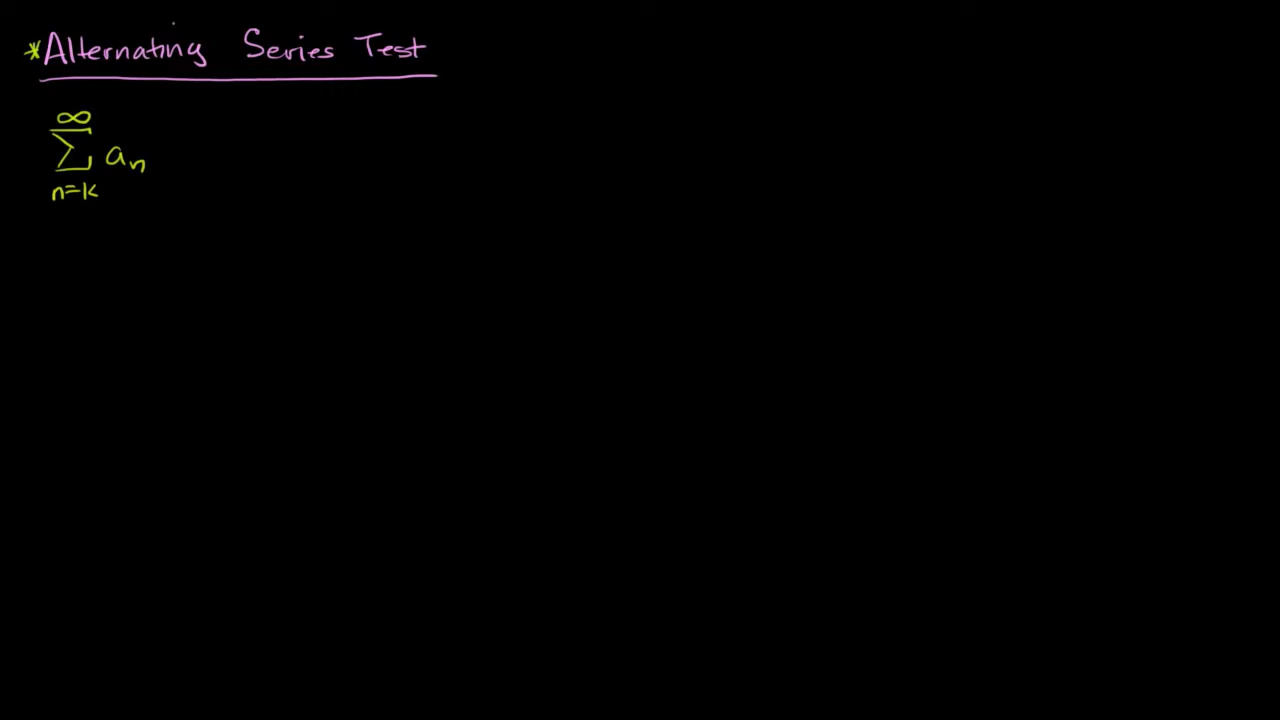 *Alternating Series Test
∞
∑ aₙ
n=k